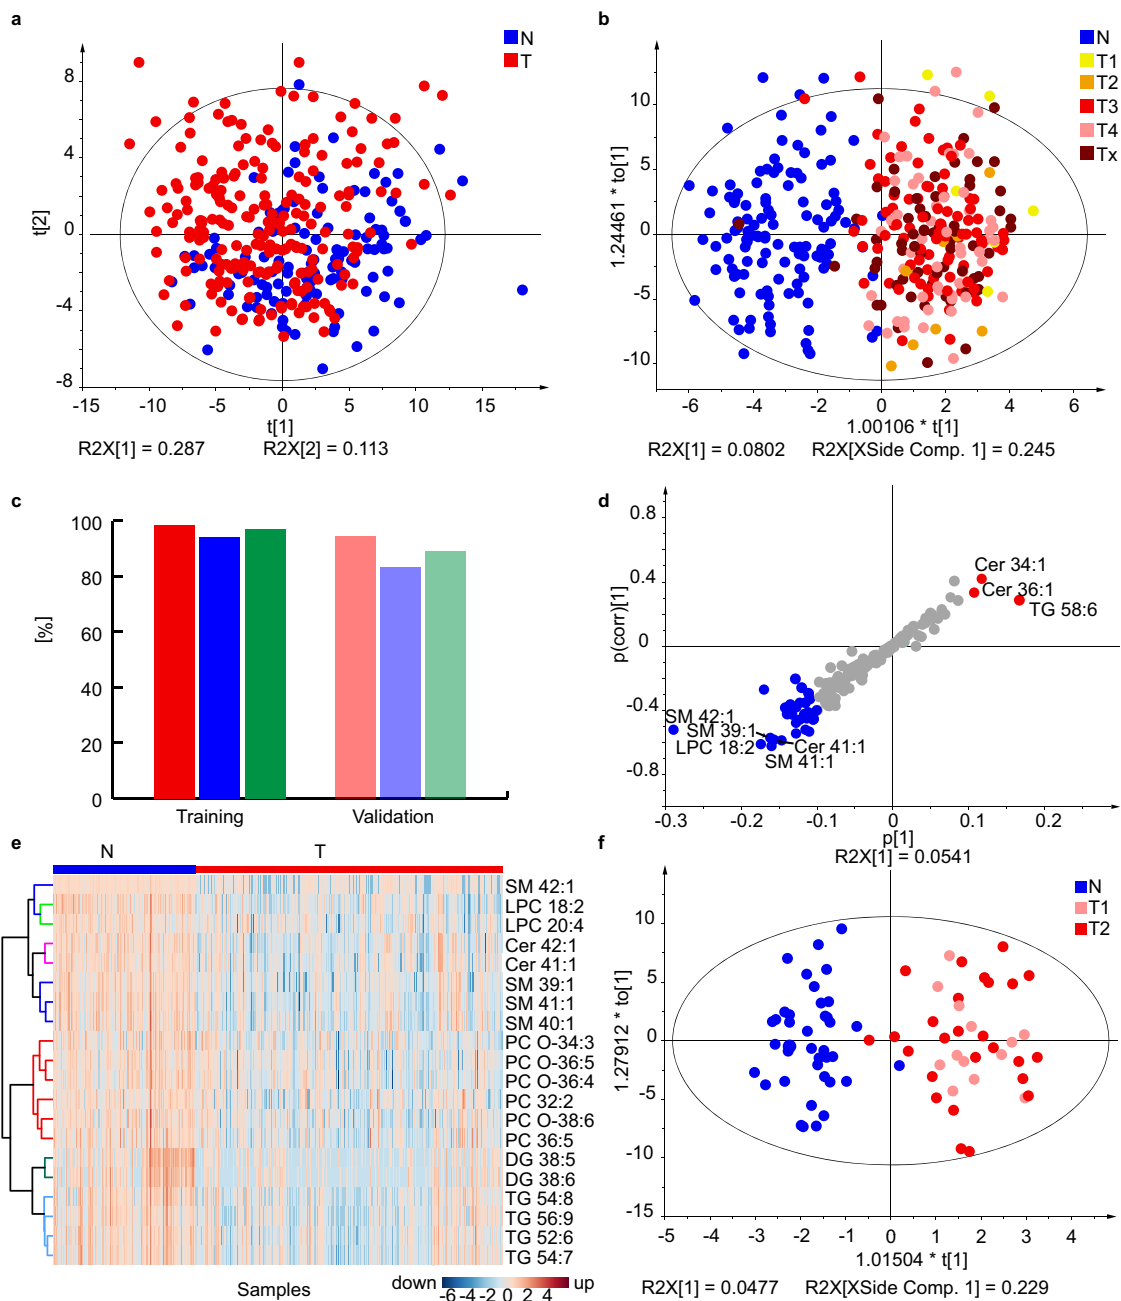 a
N
T
8
4
0
-4
-8
t[2]
-15
-10
-5
0
5
10
15
t[1]
R2X[1] = 0.287
R2X[2] = 0.113
b
N
T1
T2
T3
T4
Tx
10
5
0
-5
-10
1.24461 * to[1]
-6
-4
-2
0
2
4
6
1.00106 * t[1]
R2X[1] = 0.0802
R2X[XSide Comp. 1] = 0.245
c
100
80
60
40
20
0
[%]
Training
Validation
d
0.8
0.4
0
-0.4
-0.8
p(corr)[1]
Cer 34:1
Cer 36:1
TG 58:6
SM 42:1
SM 39:1
LPC 18:2
Cer 41:1
SM 41:1
-0.3
-0.2
-0.1
0
0.1
0.2
p[1]
R2X[1] = 0.0541
e
N
T
SM 42:1
LPC 18:2
LPC 20:4
Cer 42:1
Cer 41:1
SM 39:1
SM 41:1
SM 40:1
PC O-34:3
PC O-36:5
PC O-36:4
PC 32:2
PC O-38:6
PC 36:5
DG 38:5
DG 38:6
TG 54:8
TG 56:9
TG 52:6
TG 54:7
Samples
down
up
-6 -4 -2 0 2 4
f
N
T1
T2
10
5
0
-5
-10
-15
1.27912 * to[1]
-5
-4
-3
-2
-1
0
1
2
3
4
1.01504 * t[1]
R2X[1] = 0.0477
R2X[XSide Comp. 1] = 0.229